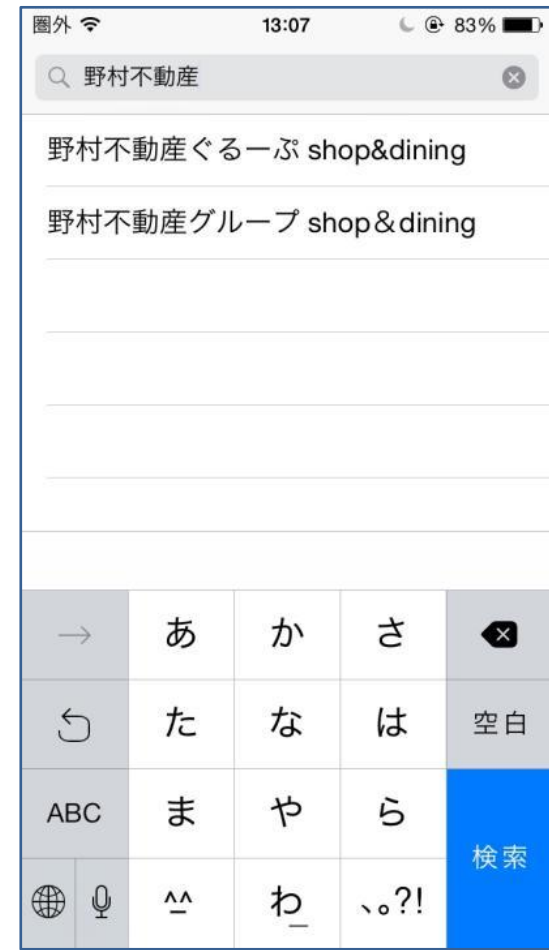 圏外 13:07 83%
野村不動産
野村不動産ぐるーぷ shop&dining
野村不動産グループ shop＆dining
→ あ か さ
た な は 空白
ABC ま や ら 検索
^^ わ_ 、。?!